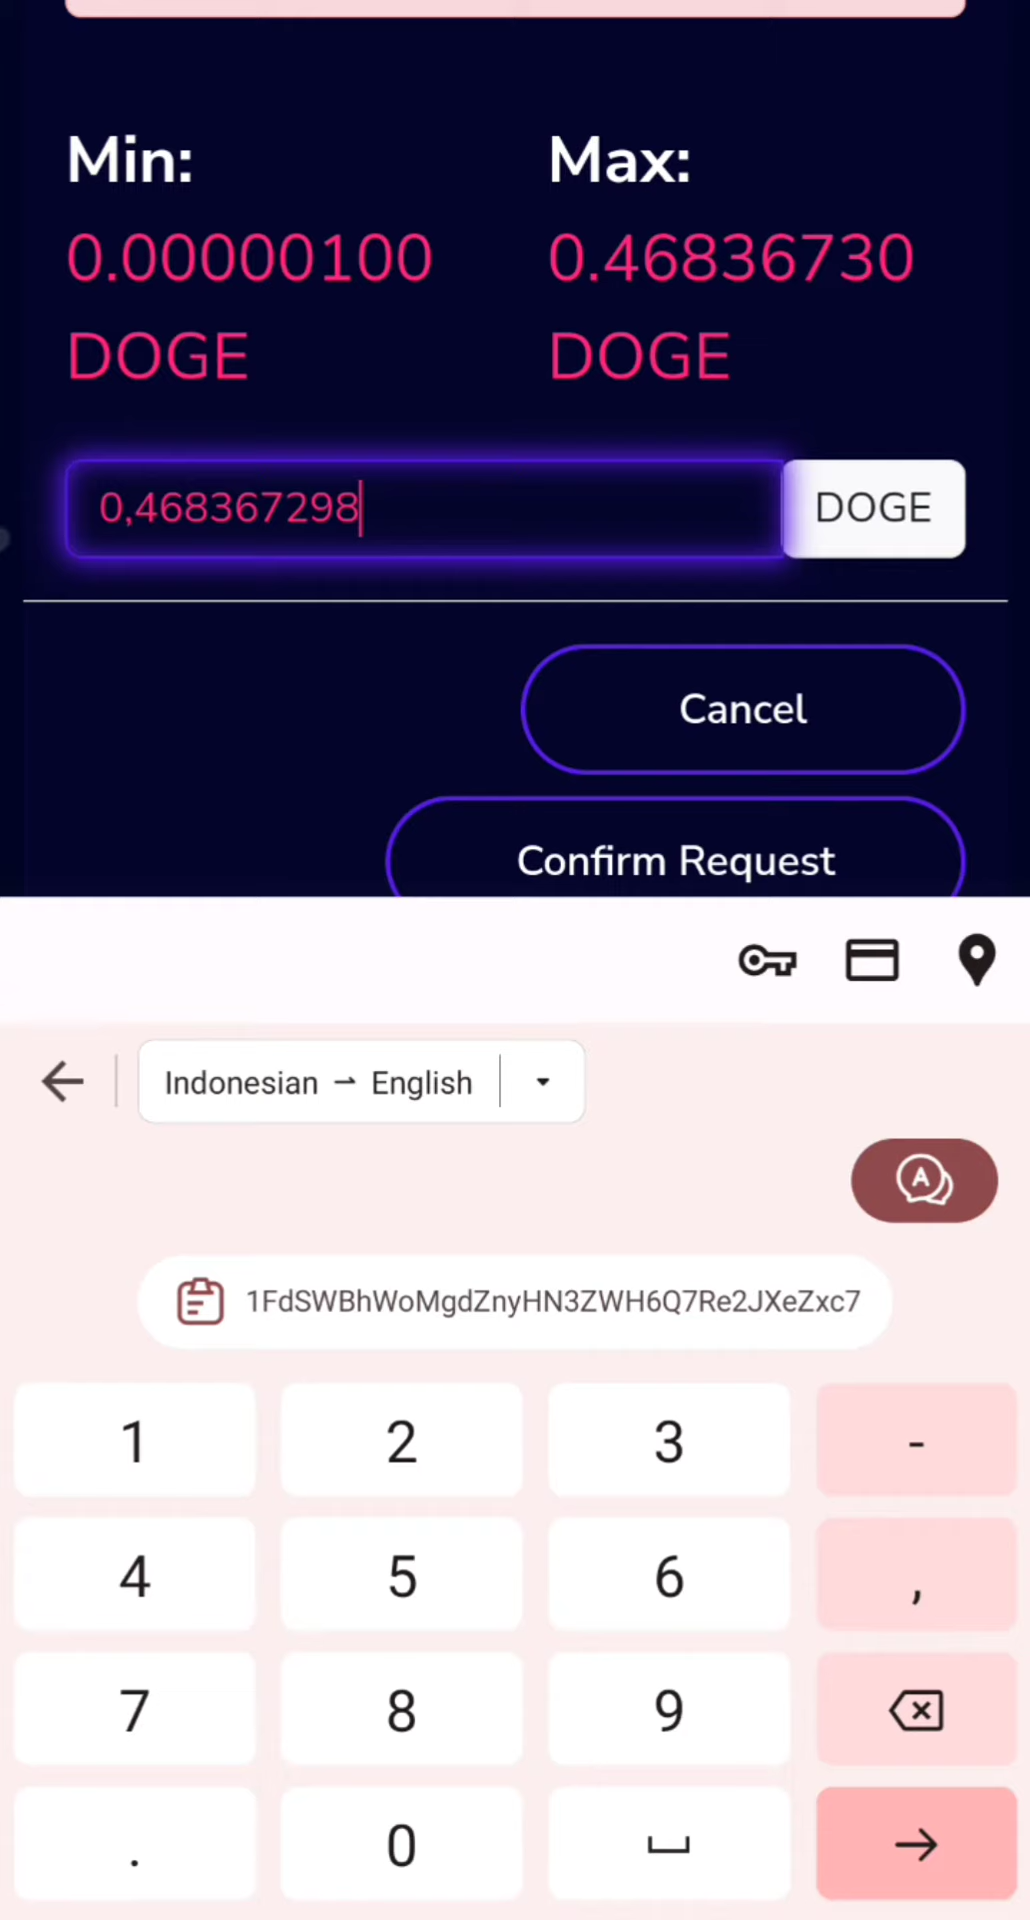 Min:
Max:
0.00000100
DOGE
0.46836730
DOGE
0,468367298
DOGE
Cancel
Confirm Request
Indonesian → English
A
1FdSWBhWoMgdZnyHN3ZWH6Q7Re2JXeZxc7
1 2 3 -
4 5 6 ,
7 8 9
. 0